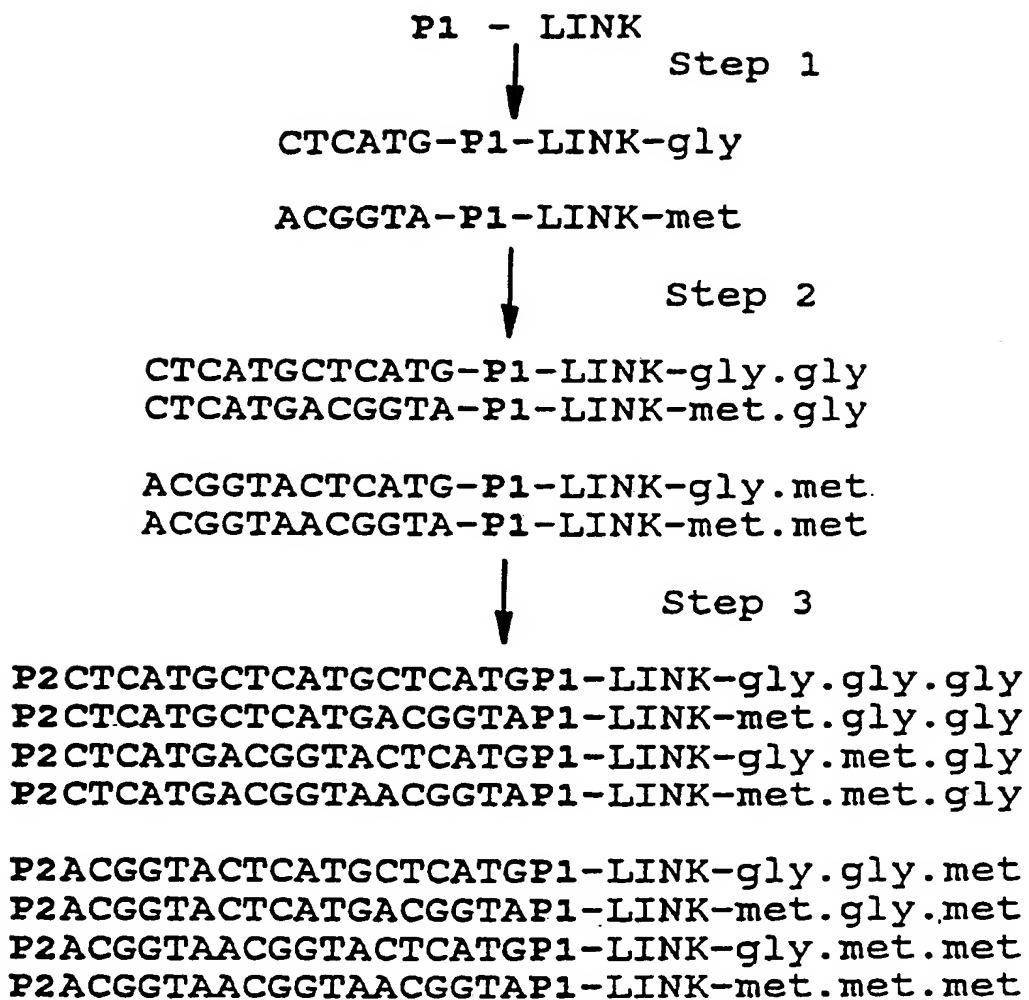 P1 - LINK
Step 1
CTCATG-P1-LINK-gly
ACGGTA-P1-LINK-met
Step 2
CTCATGCTCATG-P1-LINK-gly.gly
CTCATGACGGTA-P1-LINK-met.gly
ACGGTACTCATG-P1-LINK-gly.met
ACGGTAACGGTA-P1-LINK-met.met
Step 3
P2CTCATGCTCATGCTCATGP1-LINK-gly.gly.gly
P2CTCATGCTCATGACGGTAP1-LINK-met.gly.gly
P2CTCATGACGGTACTCATGP1-LINK-gly.met.gly
P2CTCATGACGGTAACGGTAP1-LINK-met.met.gly
P2ACGGTACTCATGCTCATGP1-LINK-gly.gly.met
P2ACGGTACTCATGACGGTAP1-LINK-met.gly.met
P2ACGGTAACGGTACTCATGP1-LINK-gly.met.met
P2ACGGTAACGGTAACGGTAP1-LINK-met.met.met